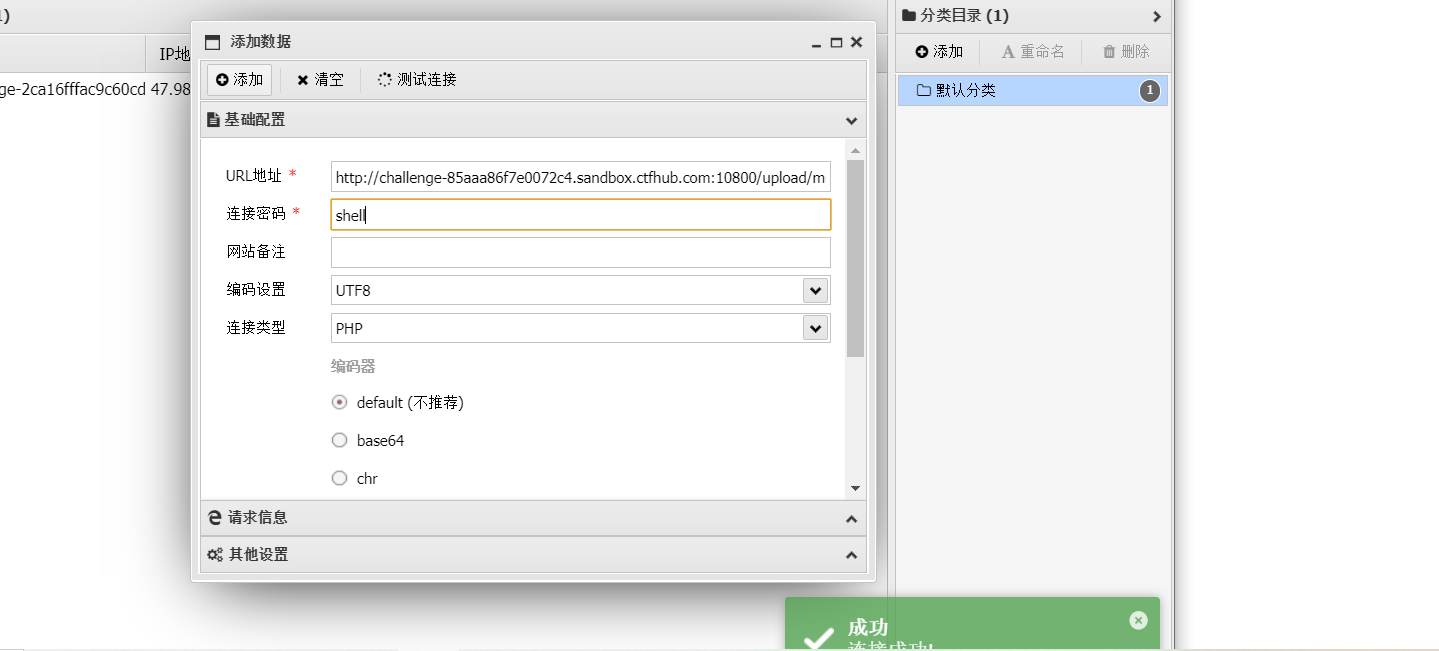 1)
IP地
ge-2ca16fffac9c60cd 47.98
添加数据
添加 清空 测试连接
基础配置
URL地址 * http://challenge-85aaa86f7e0072c4.sandbox.ctfhub.com:10800/upload/m
连接密码 * shell
网站备注
编码设置 UTF8
连接类型 PHP
编码器
default (不推荐)
base64
chr
请求信息
其他设置
分类目录 (1)
添加 重命名 删除
默认分类 1
成功
连接成功!